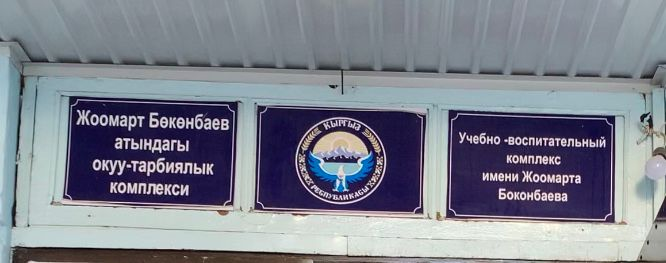 Жоомарт Бөкөнбаев
атындагы
окуу-тарбиялык
комплекси
КЫРГЫЗ
РЕСПУБЛИКАСЫ
Учебно -воспитательный
комплекс
имени Жоомарта
Боконбаева